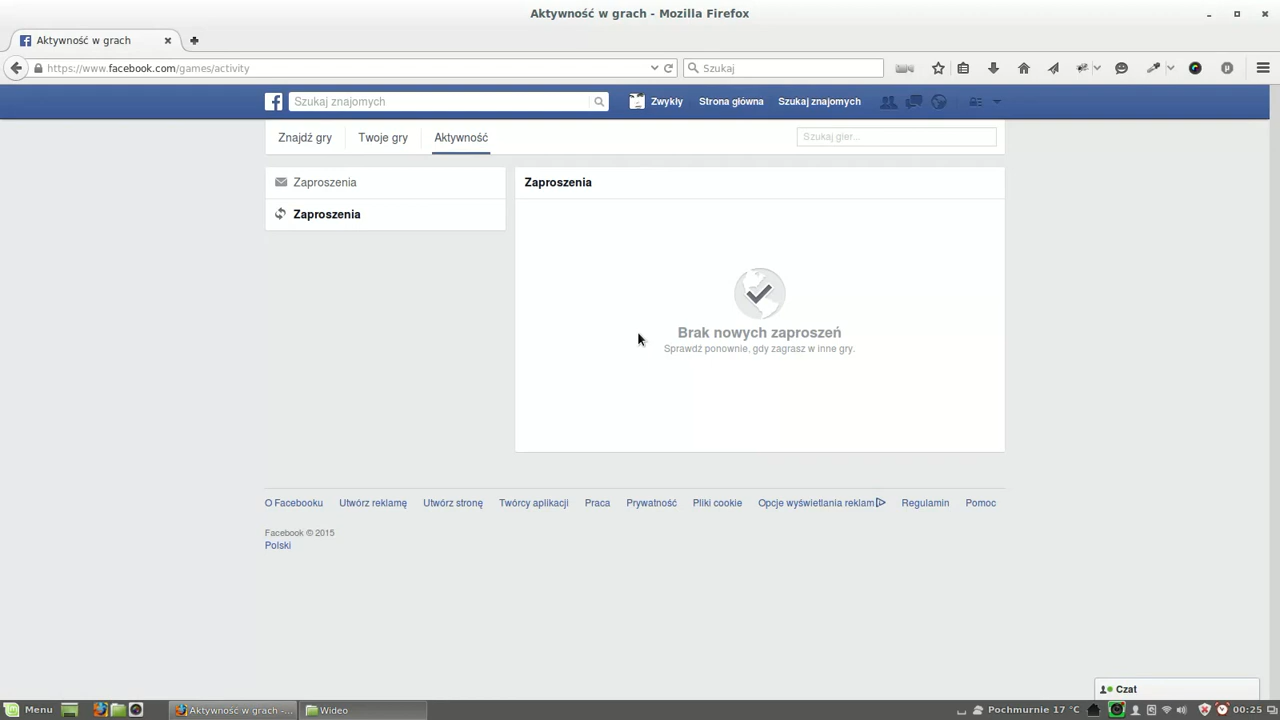 Aktywność w grach - Mozilla Firefox
Aktywność w grach
https://www.facebook.com/games/activity
Szukaj
Szukaj znajomych
Zwykły
Strona główna
Szukaj znajomych
Znajdź gry
Twoje gry
Aktywność
Szukaj gier...
Zaproszenia
Zaproszenia
Zaproszenia
Brak nowych zaproszeń
Sprawdź ponownie, gdy zagrasz w inne gry.
O Facebooku
Utwórz reklamę
Utwórz stronę
Twórcy aplikacji
Praca
Prywatność
Pliki cookie
Opcje wyświetlania reklam
Regulamin
Pomoc
Facebook © 2015
Polski
Czat
Menu
Aktywność w grach -...
Wideo
Pochmurnie 17 °C
00:25